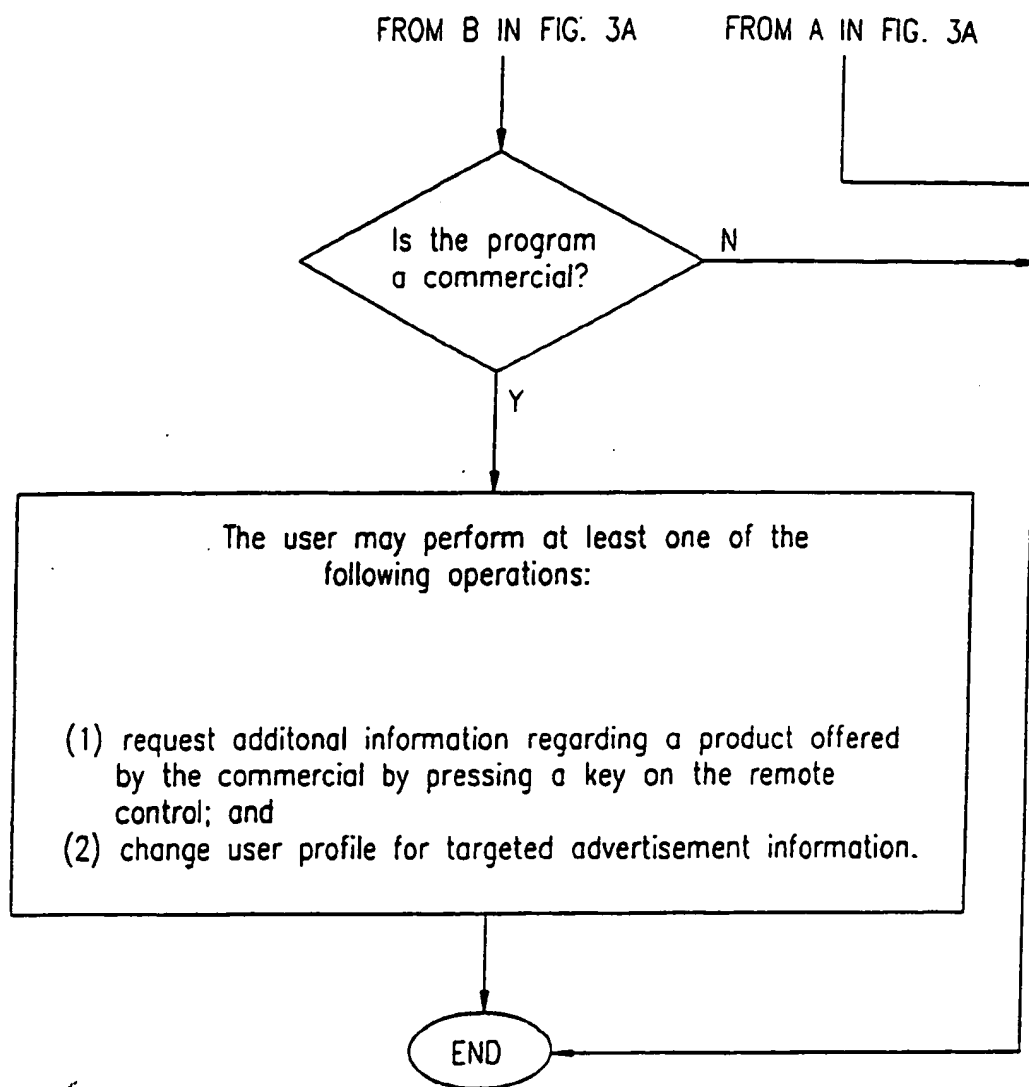 FROM B IN FIG. 3A
FROM A IN FIG. 3A
Is the program
a commercial?
N
Y
The user may perform at least one of the
following operations:
(1) request additonal information regarding a product offered
by the commercial by pressing a key on the remote
control; and
(2) change user profile for targeted advertisement information.
END